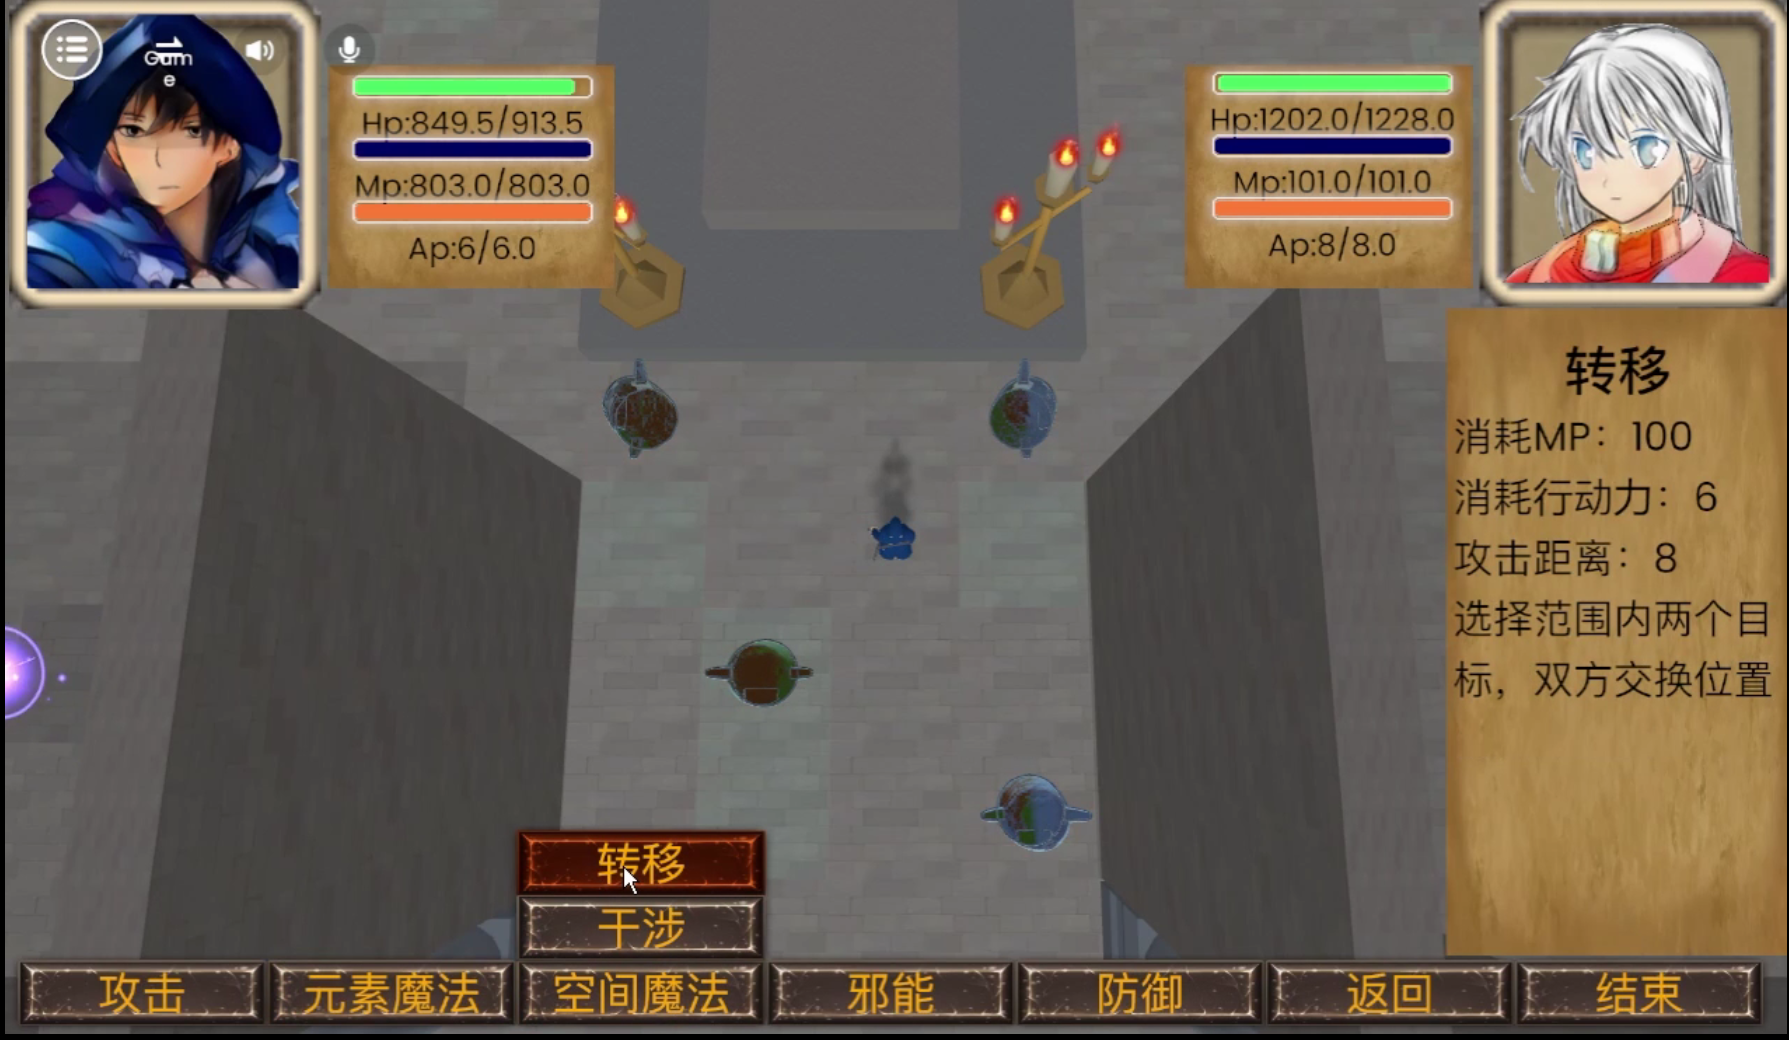 Gam
e
Hp:849.5/913.5
Mp:803.0/803.0
Ap:6/6.0
Hp:1202.0/1228.0
Mp:101.0/101.0
Ap:8/8.0
转移
消耗MP：100
消耗行动力：6
攻击距离：8
选择范围内两个目
标，双方交换位置
转移
干涉
攻击
元素魔法
空间魔法
邪能
防御
返回
结束